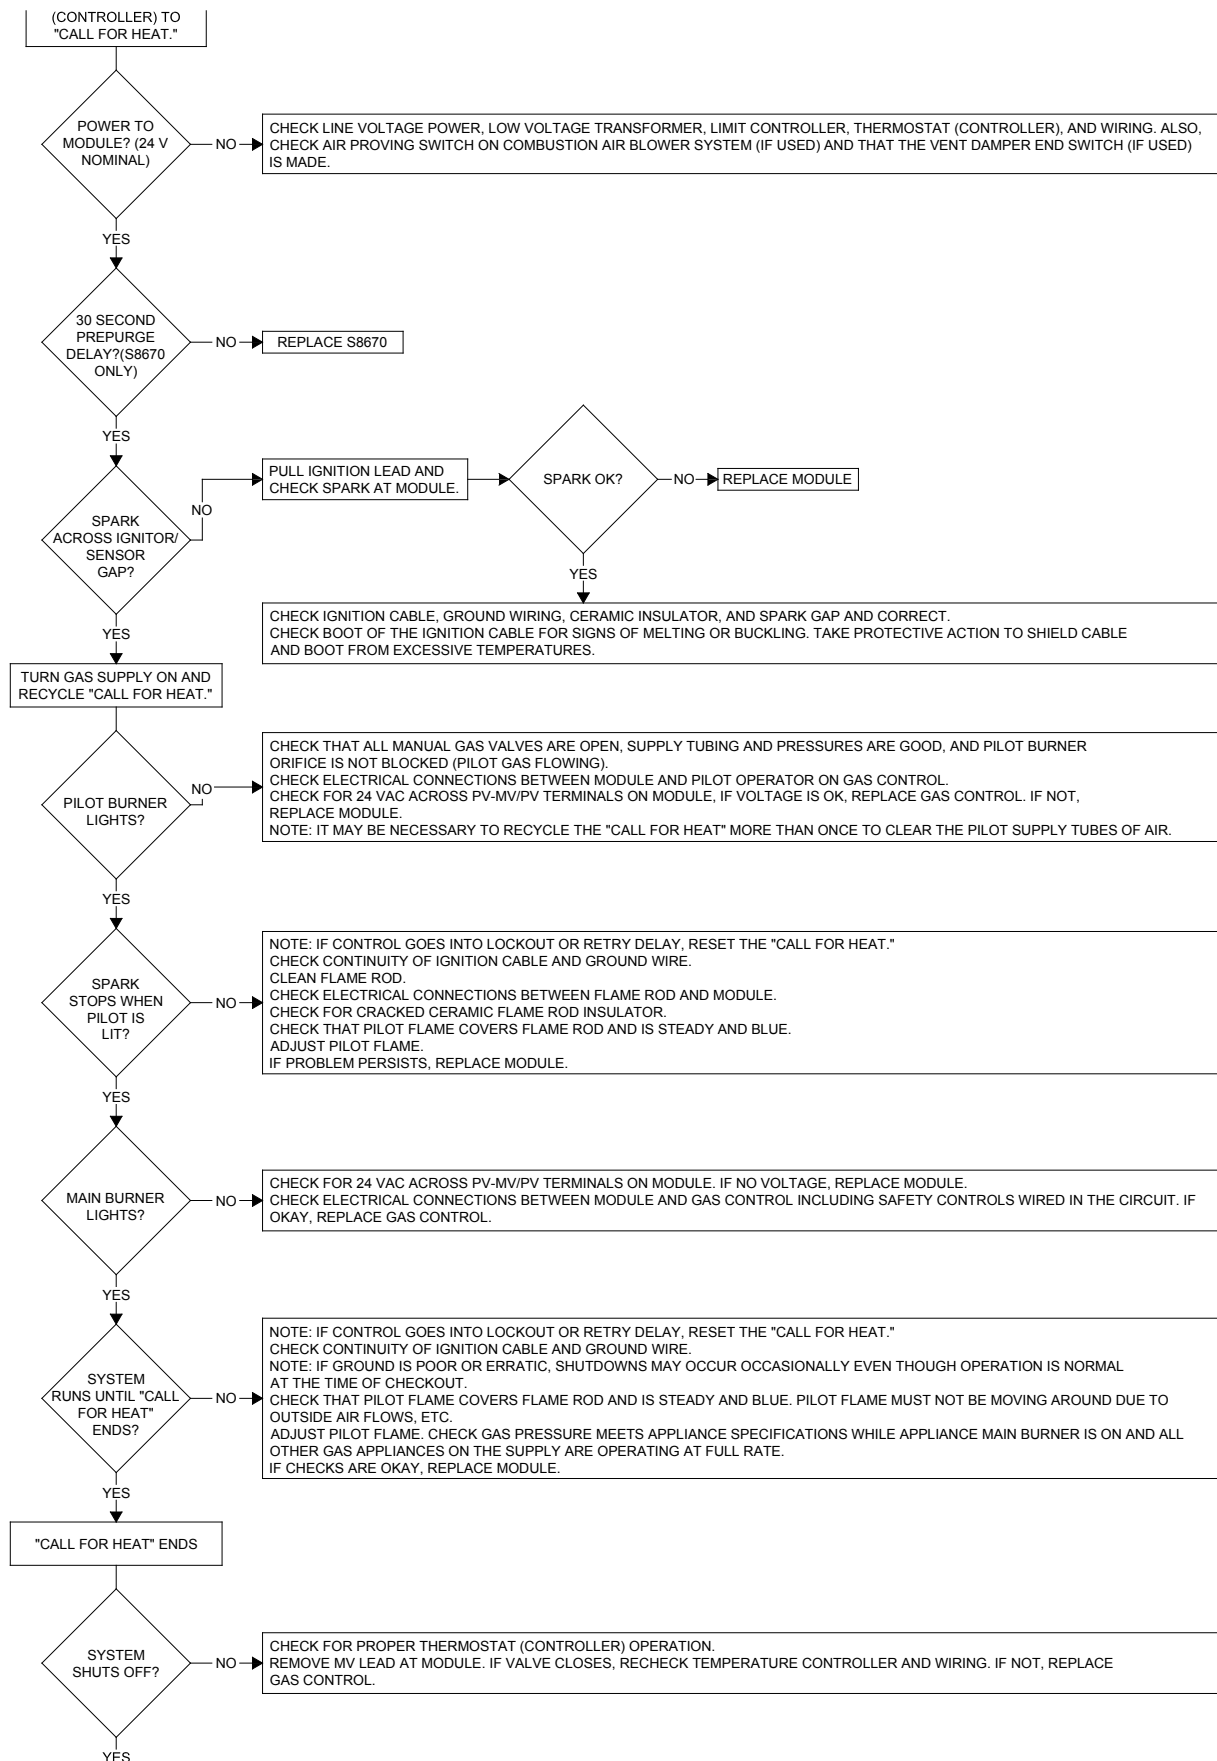 (CONTROLLER) TO
"CALL FOR HEAT."
POWER TO
MODULE? (24 V
NOMINAL)
NO
CHECK LINE VOLTAGE POWER, LOW VOLTAGE TRANSFORMER, LIMIT CONTROLLER, THERMOSTAT (CONTROLLER), AND WIRING. ALSO,
CHECK AIR PROVING SWITCH ON COMBUSTION AIR BLOWER SYSTEM (IF USED) AND THAT THE VENT DAMPER END SWITCH (IF USED)
IS MADE.
YES
30 SECOND
PREPURGE
DELAY?(S8670
ONLY)
NO
REPLACE S8670
YES
SPARK
ACROSS IGNITOR/
SENSOR
GAP?
NO
PULL IGNITION LEAD AND
CHECK SPARK AT MODULE.
SPARK OK?
NO
REPLACE MODULE
YES
CHECK IGNITION CABLE, GROUND WIRING, CERAMIC INSULATOR, AND SPARK GAP AND CORRECT.
CHECK BOOT OF THE IGNITION CABLE FOR SIGNS OF MELTING OR BUCKLING. TAKE PROTECTIVE ACTION TO SHIELD CABLE
AND BOOT FROM EXCESSIVE TEMPERATURES.
YES
TURN GAS SUPPLY ON AND
RECYCLE "CALL FOR HEAT."
PILOT BURNER
LIGHTS?
NO
CHECK THAT ALL MANUAL GAS VALVES ARE OPEN, SUPPLY TUBING AND PRESSURES ARE GOOD, AND PILOT BURNER
ORIFICE IS NOT BLOCKED (PILOT GAS FLOWING).
CHECK ELECTRICAL CONNECTIONS BETWEEN MODULE AND PILOT OPERATOR ON GAS CONTROL.
CHECK FOR 24 VAC ACROSS PV-MV/PV TERMINALS ON MODULE, IF VOLTAGE IS OK, REPLACE GAS CONTROL. IF NOT,
REPLACE MODULE.
NOTE: IT MAY BE NECESSARY TO RECYCLE THE "CALL FOR HEAT" MORE THAN ONCE TO CLEAR THE PILOT SUPPLY TUBES OF AIR.
YES
SPARK
STOPS WHEN
PILOT IS
LIT?
NO
NOTE: IF CONTROL GOES INTO LOCKOUT OR RETRY DELAY, RESET THE "CALL FOR HEAT."
CHECK CONTINUITY OF IGNITION CABLE AND GROUND WIRE.
CLEAN FLAME ROD.
CHECK ELECTRICAL CONNECTIONS BETWEEN FLAME ROD AND MODULE.
CHECK FOR CRACKED CERAMIC FLAME ROD INSULATOR.
CHECK THAT PILOT FLAME COVERS FLAME ROD AND IS STEADY AND BLUE.
ADJUST PILOT FLAME.
IF PROBLEM PERSISTS, REPLACE MODULE.
YES
MAIN BURNER
LIGHTS?
NO
CHECK FOR 24 VAC ACROSS PV-MV/PV TERMINALS ON MODULE. IF NO VOLTAGE, REPLACE MODULE.
CHECK ELECTRICAL CONNECTIONS BETWEEN MODULE AND GAS CONTROL INCLUDING SAFETY CONTROLS WIRED IN THE CIRCUIT. IF
OKAY, REPLACE GAS CONTROL.
YES
SYSTEM
RUNS UNTIL "CALL
FOR HEAT"
ENDS?
NO
NOTE: IF CONTROL GOES INTO LOCKOUT OR RETRY DELAY, RESET THE "CALL FOR HEAT."
CHECK CONTINUITY OF IGNITION CABLE AND GROUND WIRE.
NOTE: IF GROUND IS POOR OR ERRATIC, SHUTDOWNS MAY OCCUR OCCASIONALLY EVEN THOUGH OPERATION IS NORMAL
AT THE TIME OF CHECKOUT.
CHECK THAT PILOT FLAME COVERS FLAME ROD AND IS STEADY AND BLUE. PILOT FLAME MUST NOT BE MOVING AROUND DUE TO
OUTSIDE AIR FLOWS, ETC.
ADJUST PILOT FLAME. CHECK GAS PRESSURE MEETS APPLIANCE SPECIFICATIONS WHILE APPLIANCE MAIN BURNER IS ON AND ALL
OTHER GAS APPLIANCES ON THE SUPPLY ARE OPERATING AT FULL RATE.
IF CHECKS ARE OKAY, REPLACE MODULE.
YES
"CALL FOR HEAT" ENDS
SYSTEM
SHUTS OFF?
NO
CHECK FOR PROPER THERMOSTAT (CONTROLLER) OPERATION.
REMOVE MV LEAD AT MODULE. IF VALVE CLOSES, RECHECK TEMPERATURE CONTROLLER AND WIRING. IF NOT, REPLACE
GAS CONTROL.
YES